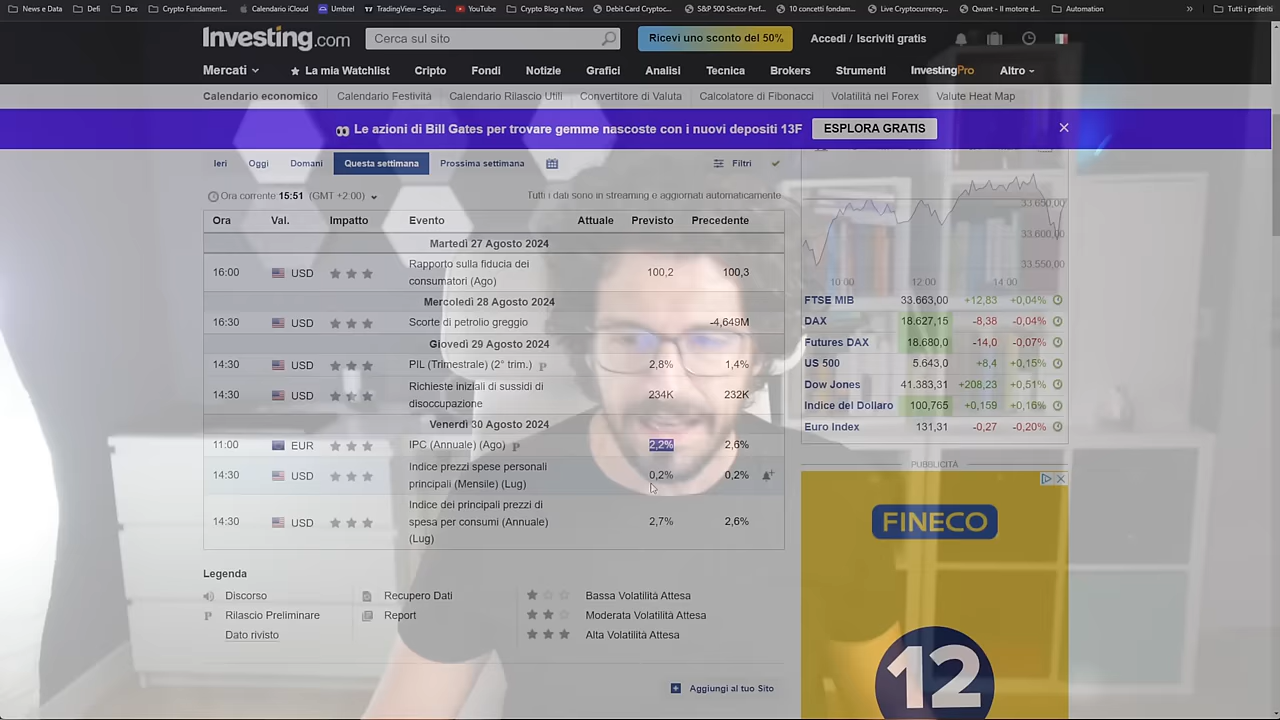 News e Data Defi Dex Crypto Fundament... Calendario iCloud Umbrel TradingView – Segui... YouTube Crypto Blog e News Debit Card Cryptoc... S&P 500 Sector Perf... 10 concetti fondam... Live Cryptocurrency... Qwant - Il motore d... Automation » Tutti i preferiti
Investing.com Cerca sul sito Ricevi uno sconto del 50% Accedi / Iscriviti gratis
Mercati La mia Watchlist Cripto Fondi Notizie Grafici Analisi Tecnica Brokers Strumenti InvestingPro Altro
Calendario economico Calendario Festività Calendario Rilascio Utili Convertitore di Valuta Calcolatore di Fibonacci Volatilità nel Forex Valute Heat Map
Le azioni di Bill Gates per trovare gemme nascoste con i nuovi depositi 13F ESPLORA GRATIS
Ieri Oggi Domani Questa settimana Prossima settimana Filtri
Ora corrente 15:51 (GMT +2:00) Tutti i dati sono in streaming e aggiornati automaticamente
Ora Val. Impatto Evento Attuale Previsto Precedente
Martedì 27 Agosto 2024
16:00 USD Rapporto sulla fiducia dei consumatori (Ago) 100,2 100,3
Mercoledì 28 Agosto 2024
16:30 USD Scorte di petrolio greggio -4,649M
Giovedì 29 Agosto 2024
14:30 USD PIL (Trimestrale) (2° trim.) P 2,8% 1,4%
14:30 USD Richieste iniziali di sussidi di disoccupazione 234K 232K
Venerdì 30 Agosto 2024
11:00 EUR IPC (Annuale) (Ago) P 2,2% 2,6%
14:30 USD Indice prezzi spese personali principali (Mensile) (Lug) 0,2% 0,2%
14:30 USD Indice dei principali prezzi di spesa per consumi (Annuale) (Lug) 2,7% 2,6%
Legenda
Discorso Recupero Dati Bassa Volatilità Attesa
P Rilascio Preliminare Report Moderata Volatilità Attesa
Dato rivisto Alta Volatilità Attesa
Aggiungi al tuo Sito
33.650,00
33.600,00
33.550,00
10:00 12:00 14:00
FTSE MIB 33.663,00 +12,83 +0,04%
DAX 18.627,15 -8,38 -0,04%
Futures DAX 18.680,0 -14,0 -0,07%
US 500 5.643,0 +8,4 +0,15%
Dow Jones 41.383,31 +208,23 +0,51%
Indice del Dollaro 100,765 +0,159 +0,16%
Euro Index 131,31 -0,27 -0,20%
PUBBLICITÀ
FINECO
12